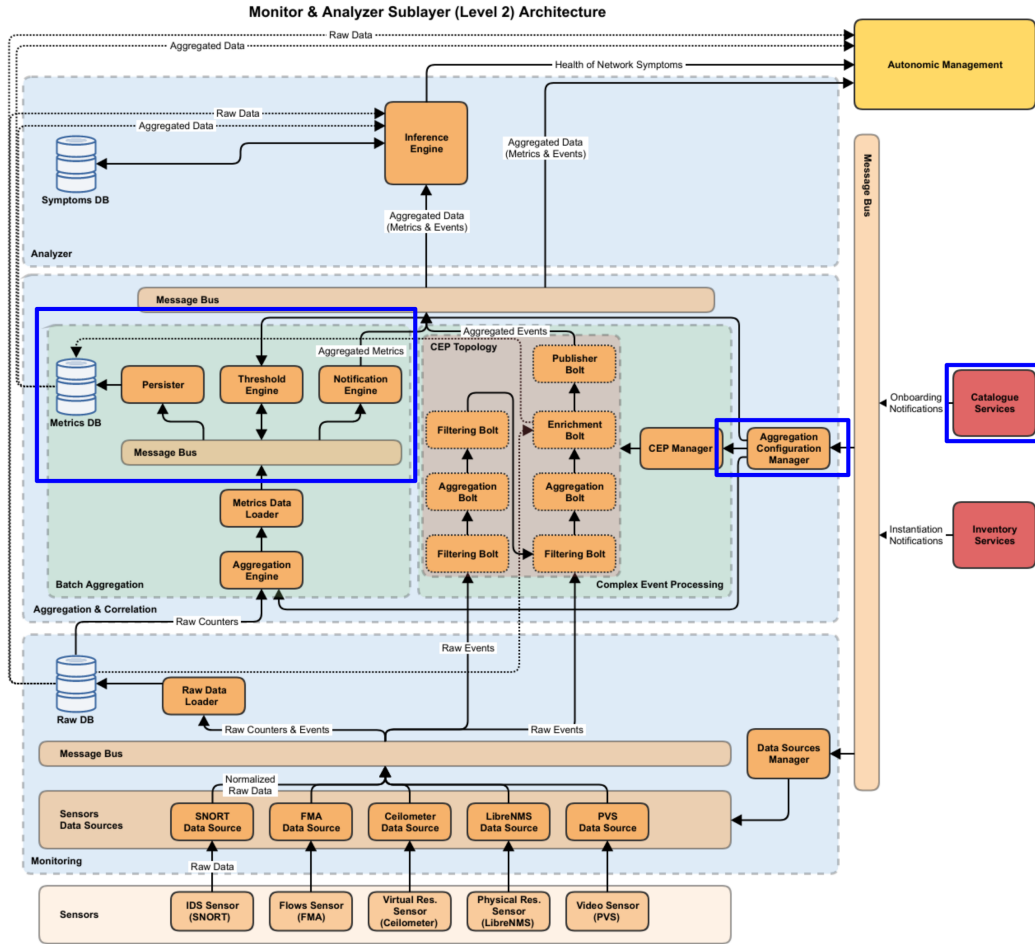 Monitor & Analyzer Sublayer (Level 2) Architecture
Raw Data
Aggregated Data
Health of Network Symptoms
Autonomic Management
Raw Data
Aggregated Data
Inference
Engine
Aggregated Data
(Metrics & Events)
Symptoms DB
Aggregated Data
(Metrics & Events)
Analyzer
Message Bus
Message Bus
Aggregated Events
Aggregated Metrics
CEP Topology
Metrics DB
Persister
Threshold
Engine
Notification
Engine
Publisher
Bolt
Message Bus
Filtering Bolt
Enrichment
Bolt
CEP Manager
Aggregation
Configuration
Manager
Onboarding
Notifications
Catalogue
Services
Metrics Data
Loader
Aggregation
Bolt
Aggregation
Bolt
Aggregation
Engine
Filtering Bolt
Filtering Bolt
Instantiation
Notifications
Inventory
Services
Batch Aggregation
Complex Event Processing
Aggregation & Correlation
Raw Counters
Raw Events
Raw DB
Raw Data
Loader
Raw Counters & Events
Raw Events
Message Bus
Data Sources
Manager
Normalized
Raw Data
Sensors
Data Sources
SNORT
Data Source
FMA
Data Source
Ceilometer
Data Source
LibreNMS
Data Source
PVS
Data Source
Monitoring
Raw Data
Sensors
IDS Sensor
(SNORT)
Flows Sensor
(FMA)
Virtual Res.
Sensor
(Ceilometer)
Physical Res.
Sensor
(LibreNMS)
Video Sensor
(PVS)